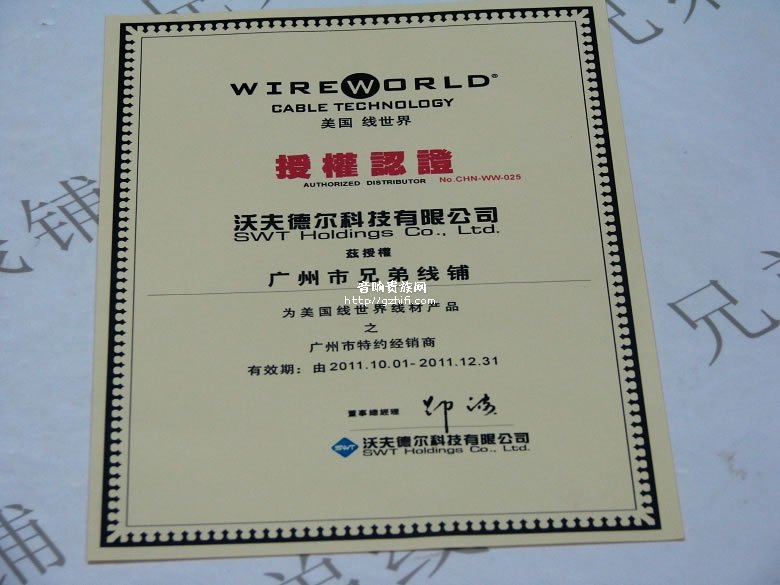 WIREWORLD®
CABLE TECHNOLOGY
美国 线世界
授權認證
AUTHORIZED DISTRIBUTOR No.CHN-WW-025
沃夫德尔科技有限公司
SWT Holdings Co., Ltd.
兹授權
广州市兄弟线铺
音响贵族网
http://gzhifi.com/
为美国线世界线材产品
之
广州市特约经销商
有效期：由2011.10.01-2011.12.31
董事總經理
SWT 沃夫德尔科技有限公司
SWT Holdings Co., Ltd.